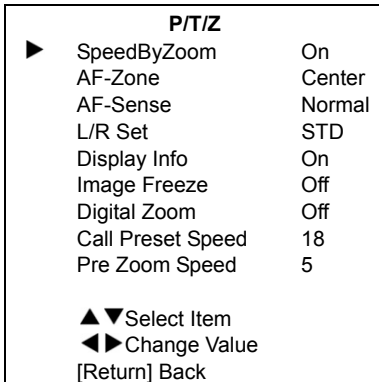 P/T/Z
▶ SpeedByZoom On
AF-Zone Center
AF-Sense Normal
L/R Set STD
Display Info On
Image Freeze Off
Digital Zoom Off
Call Preset Speed 18
Pre Zoom Speed 5
▲▼Select Item
◀▶Change Value
[Return] Back